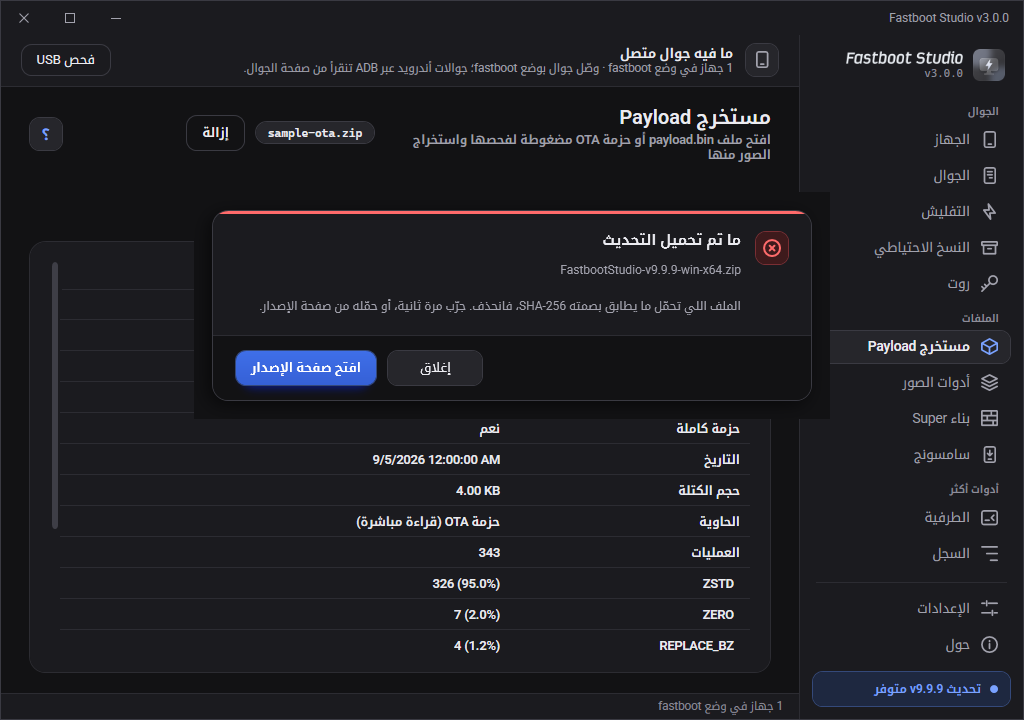 Fastboot Studio v3.0.0
Fastboot Studio
v3.0.0
الجوال
الجهاز
الجوال
التفليش
النسخ الاحتياطي
روت
الملفات
مستخرج Payload
أدوات الصور
بناء Super
سامسونج
أدوات أكثر
الطرفية
السجل
الإعدادات
حول
تحديث v9.9.9 متوفر
ما فيه جوال متصل
1 جهاز في وضع fastboot · وصّل جوال بوضع fastboot؛ جوالات أندرويد عبر ADB تنقرأ من صفحة الجوال.
فحص USB
مستخرج Payload
افتح ملف payload.bin أو حزمة OTA مضغوطة لفحصها واستخراج
الصور منها
sample-ota.zip
إزالة
؟
ما تم تحميل التحديث
FastbootStudio-v9.9.9-win-x64.zip
الملف اللي تحمّل ما يطابق بصمته SHA-256، فانحذف. جرّب مرة ثانية، أو حمّله من صفحة الإصدار.
إغلاق
افتح صفحة الإصدار
حزمة كاملة نعم
التاريخ 9/5/2026 12:00:00 AM
حجم الكتلة 4.00 KB
الحاوية حزمة OTA (قراءة مباشرة)
العمليات 343
ZSTD 326 (95.0%)
ZERO 7 (2.0%)
REPLACE_BZ 4 (1.2%)
1 جهاز في وضع fastboot